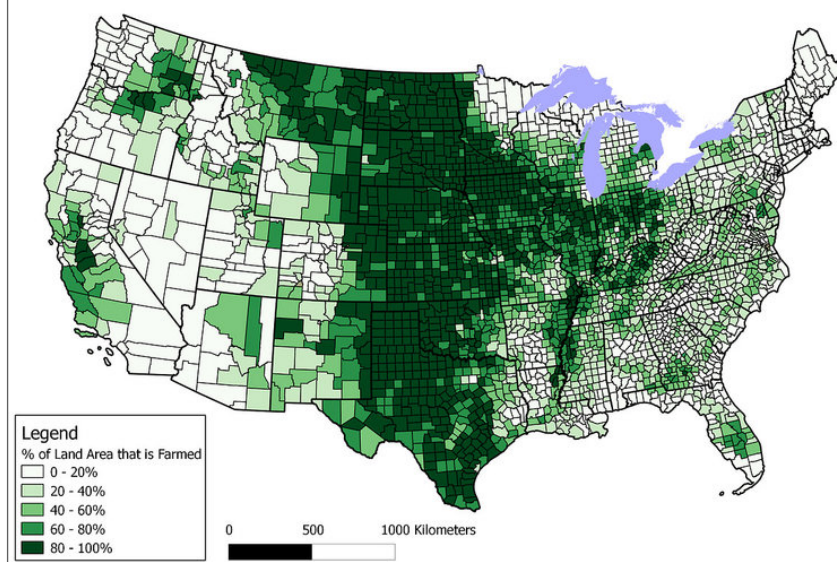 Legend
% of Land Area that is Farmed
0 - 20%
20 - 40%
40 - 60%
60 - 80%
80 - 100%
0 500 1000 Kilometers